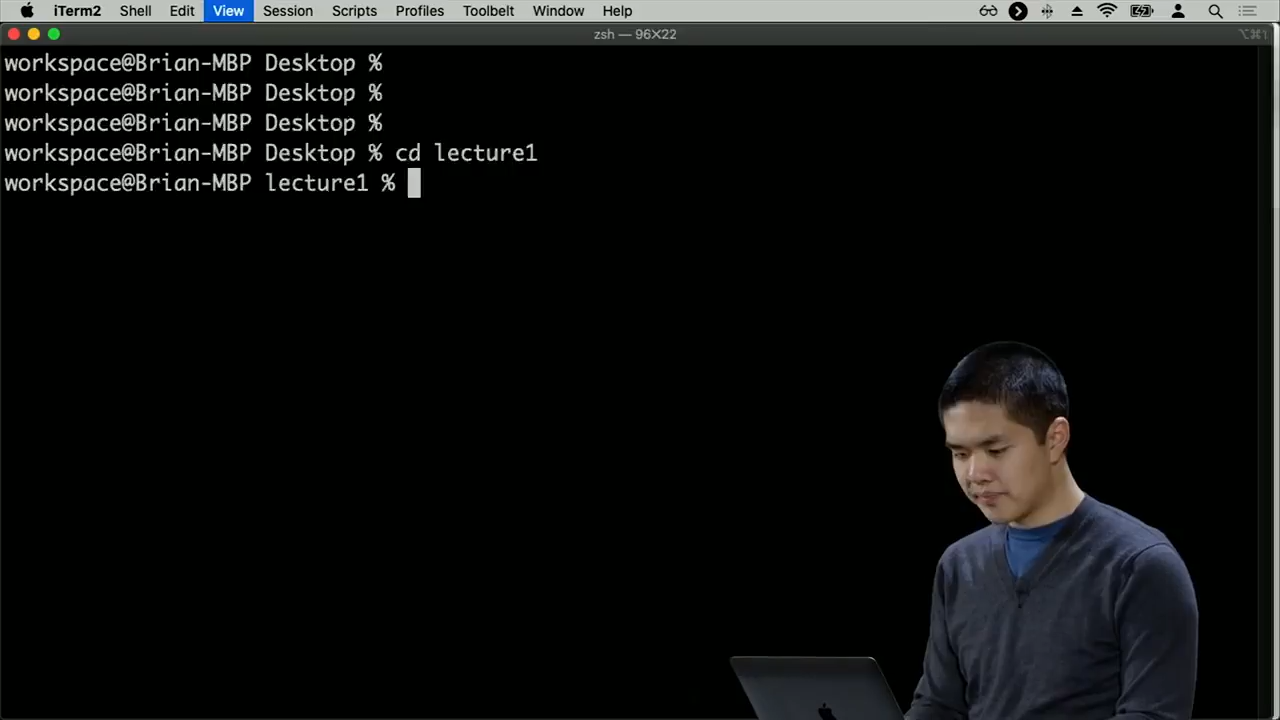 iTerm2 Shell Edit View Session Scripts Profiles Toolbelt Window Help
zsh — 96✕22 ⌥⌘1
workspace@Brian-MBP Desktop %
workspace@Brian-MBP Desktop %
workspace@Brian-MBP Desktop %
workspace@Brian-MBP Desktop % cd lecture1
workspace@Brian-MBP lecture1 %